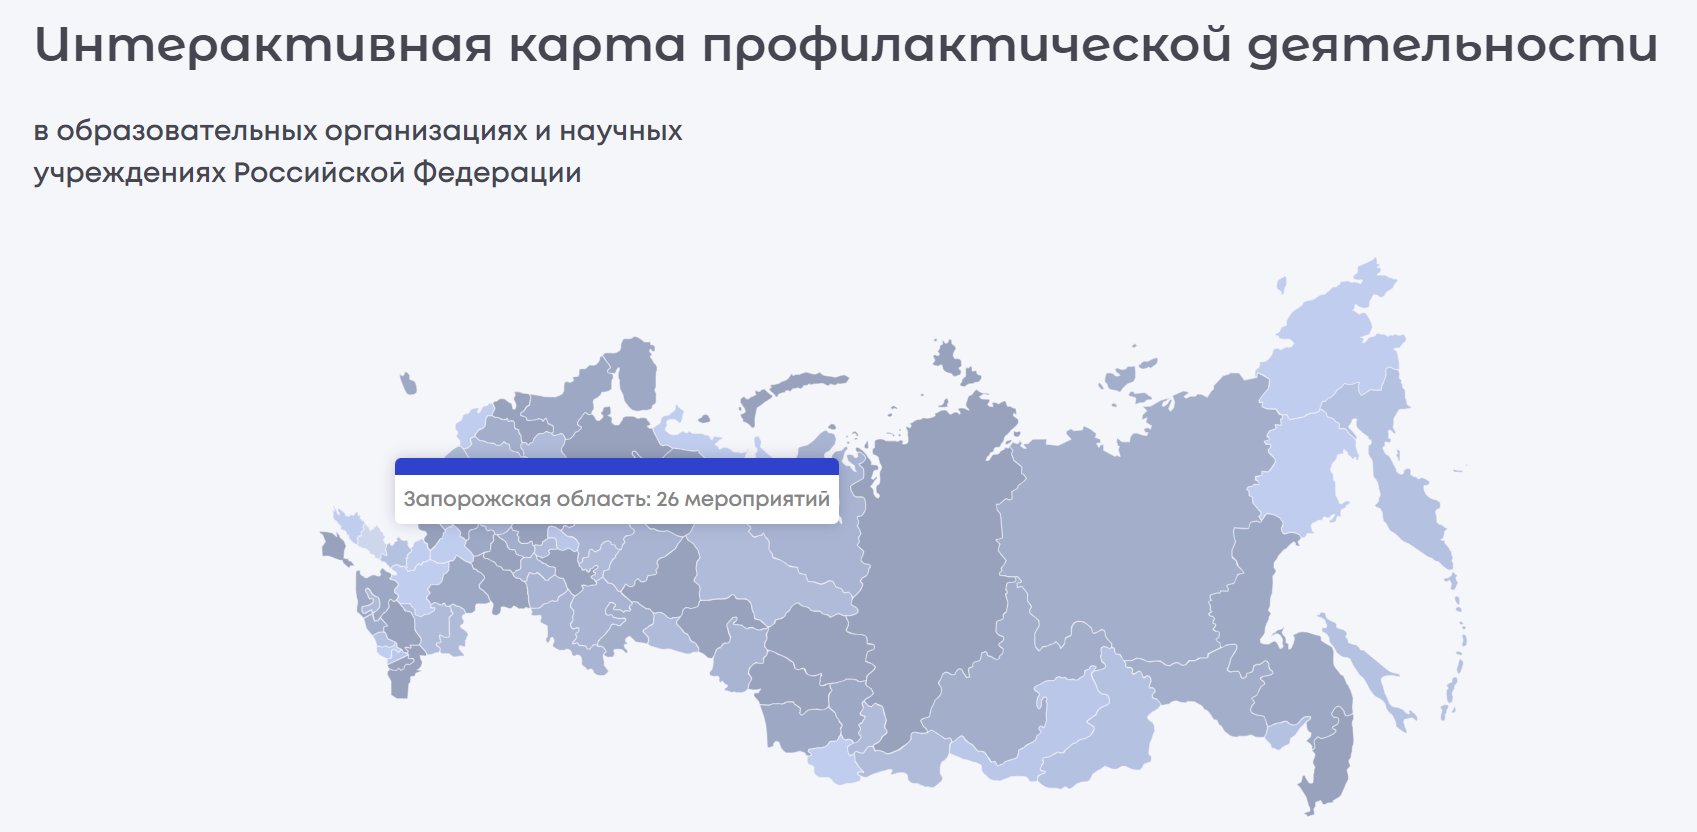 Интерактивная карта профилактической деятельности
в образовательных организациях и научных
учреждениях Российской Федерации
Запорожская область: 26 мероприятий